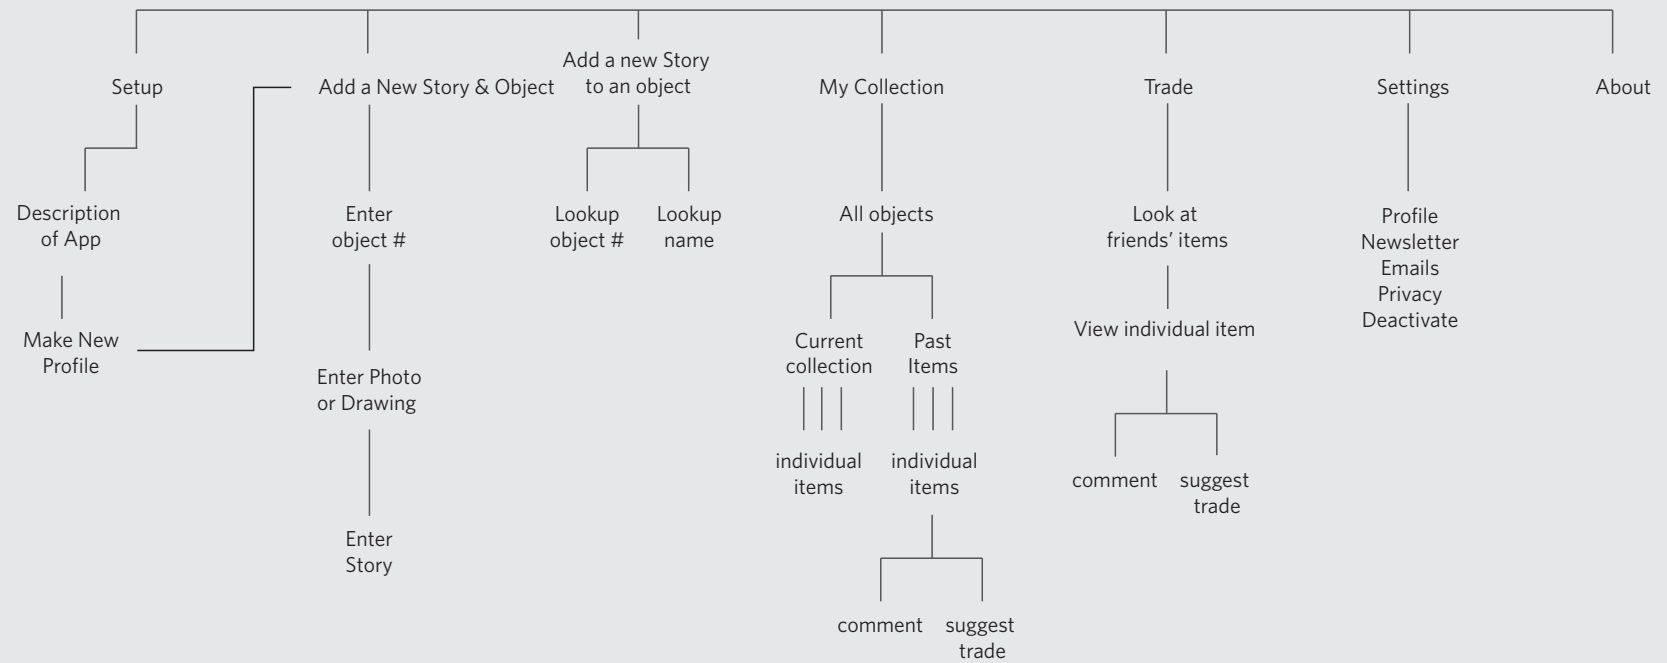 Setup
Description
of App
Make New
Profile
Add a New Story & Object
Enter
object #
Enter Photo
or Drawing
Enter
Story
Add a new Story
to an object
Lookup
object #
Lookup
name
My Collection
All objects
Current
collection
individual
items
Past
Items
individual
items
comment
suggest
trade
Trade
Look at
friends’ items
View individual item
comment
suggest
trade
Settings
Profile
Newsletter
Emails
Privacy
Deactivate
About